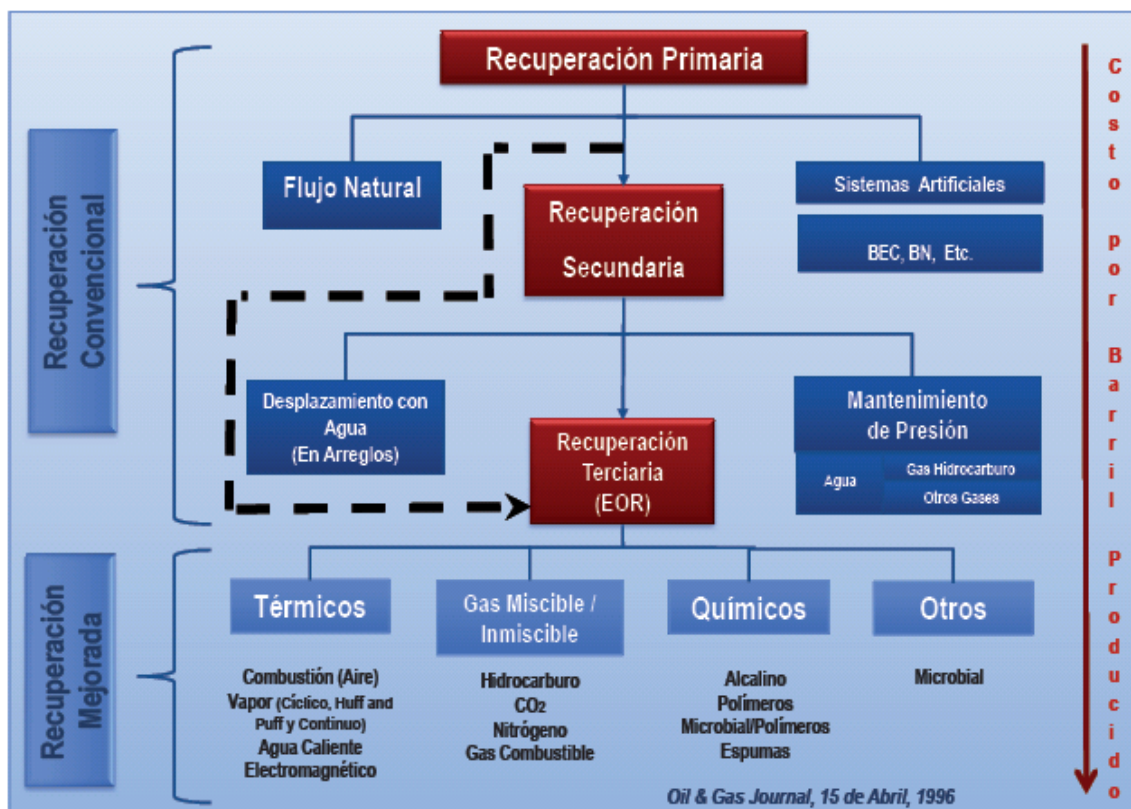 Recuperación Primaria
Flujo Natural
Sistemas Artificiales
BEC, BN, Etc.
Recuperación
Secundaria
Recuperación
Convencional
Desplazamiento con
Agua
(En Arreglos)
Recuperación
Terciaria
(EOR)
Mantenimiento
de Presión
Agua
Gas Hidrocarburo
Otros Gases
Recuperación
Mejorada
Térmicos
Gas Miscible /
Inmiscible
Químicos
Otros
Combustión (Aire)
Vapor (Cíclico, Huff and
Puff y Continuo)
Agua Caliente
Electromagnético
Hidrocarburo
CO₂
Nitrógeno
Gas Combustible
Alcalino
Polímeros
Microbial/Polímeros
Espumas
Microbial
Costo por Barril Producido
Oil & Gas Journal, 15 de Abril, 1996